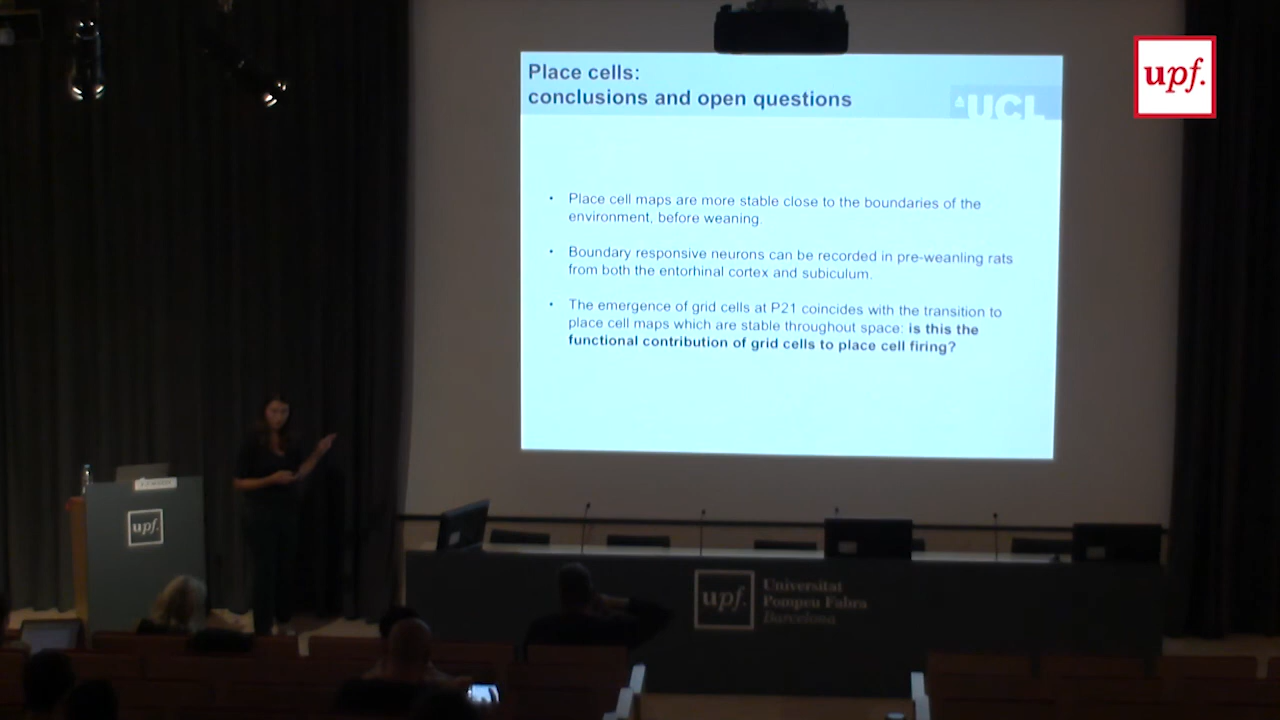 Place cells:
conclusions and open questions
UCL
upf.
• Place cell maps are more stable close to the boundaries of the
environment, before weaning.
• Boundary responsive neurons can be recorded in pre-weanling rats
from both the entorhinal cortex and subiculum.
• The emergence of grid cells at P21 coincides with the transition to
place cell maps which are stable throughout space: is this the
functional contribution of grid cells to place cell firing?
upf.
upf.
Universitat
Pompeu Fabra
Barcelona